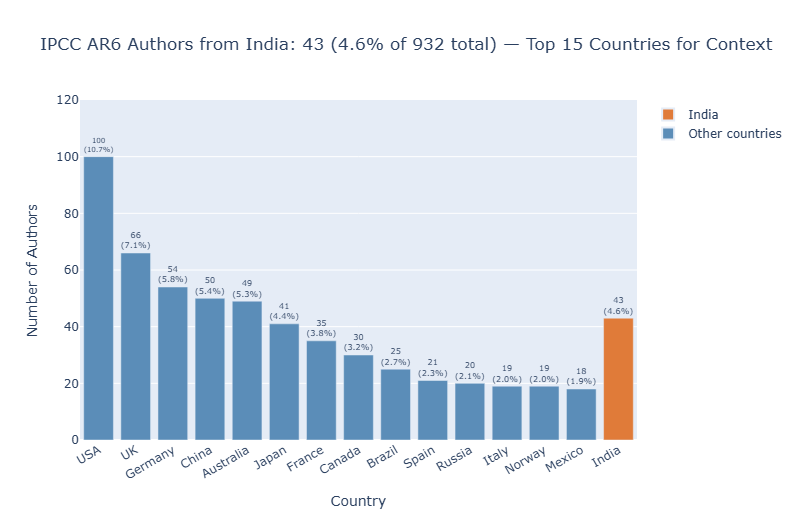 IPCC AR6 Authors from India: 43 (4.6% of 932 total) — Top 15 Countries for Context
India
Other countries
Number of Authors
120
100
80
60
40
20
0
100
(10.7%)
66
(7.1%)
54
(5.8%)
50
(5.4%)
49
(5.3%)
41
(4.4%)
35
(3.8%)
30
(3.2%)
25
(2.7%)
21
(2.3%)
20
(2.1%)
19
(2.0%)
19
(2.0%)
18
(1.9%)
43
(4.6%)
USA
UK
Germany
China
Australia
Japan
France
Canada
Brazil
Spain
Russia
Italy
Norway
Mexico
India
Country